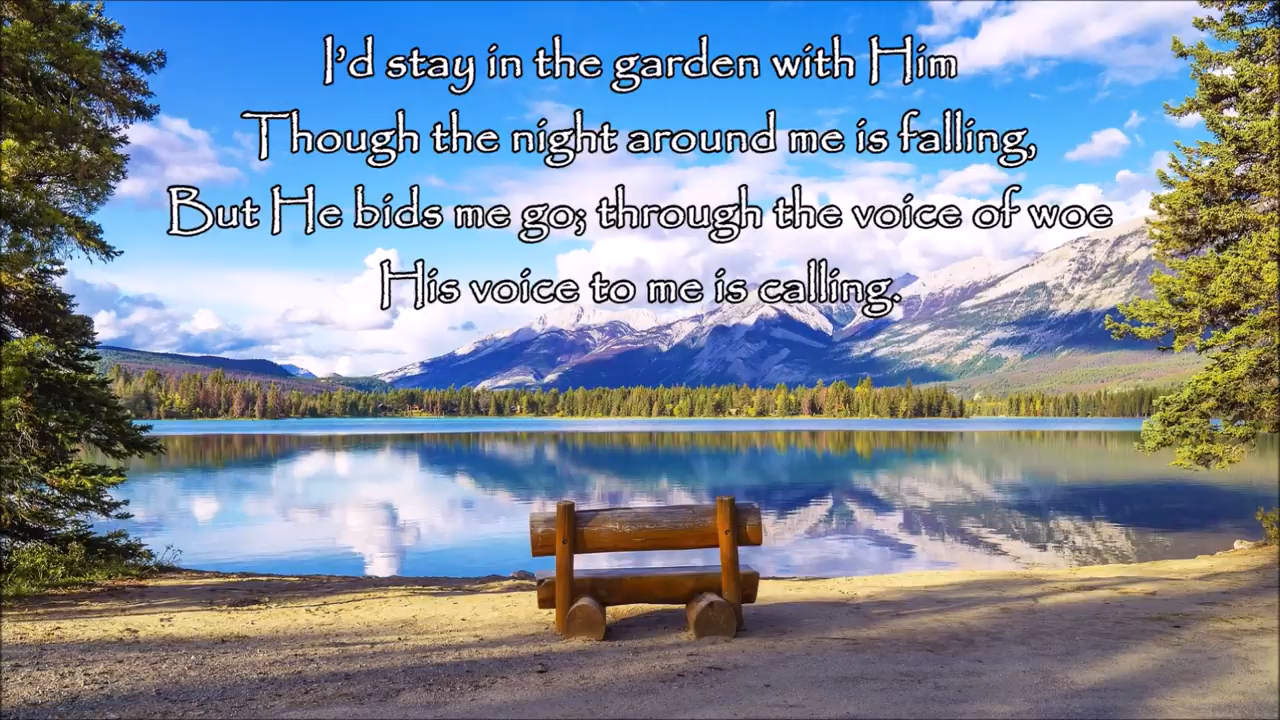 I'd stay in the garden with Him
Though the night around me is falling,
But He bids me go; through the voice of woe
His voice to me is calling.